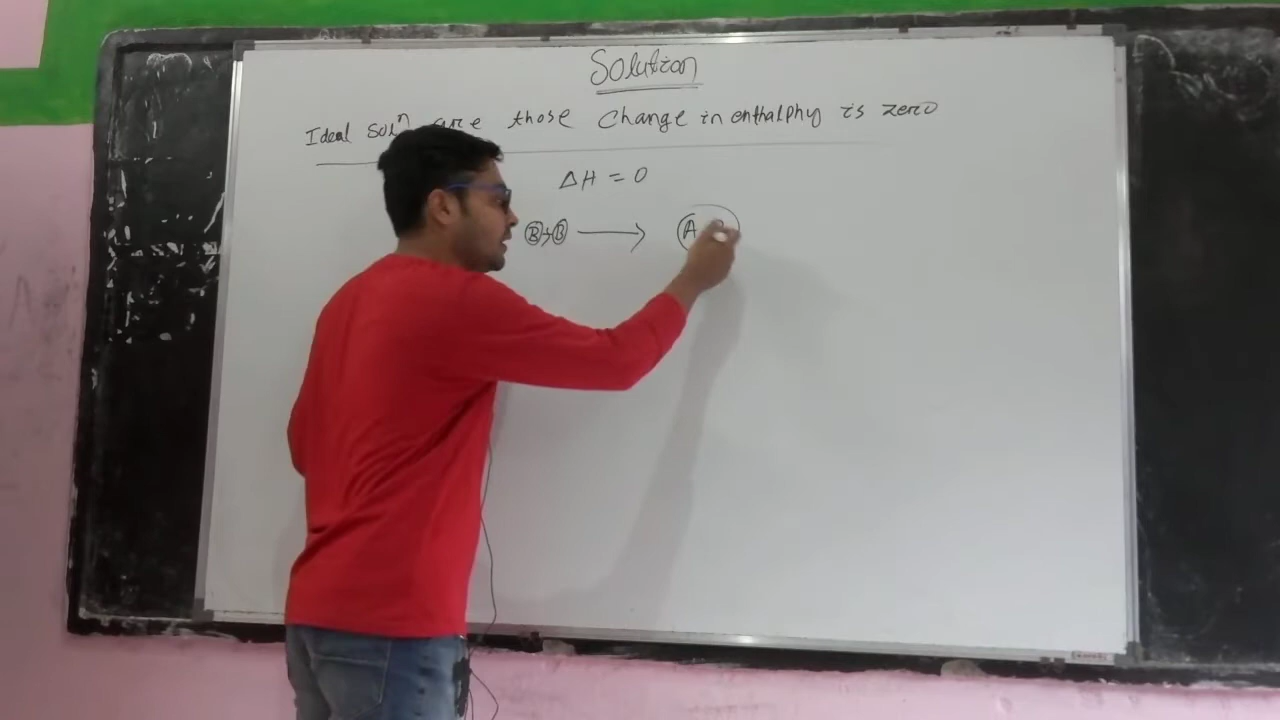 Solution
Ideal Soln are those change in enthalphy is zero
ΔH = 0
B B ⟶ A